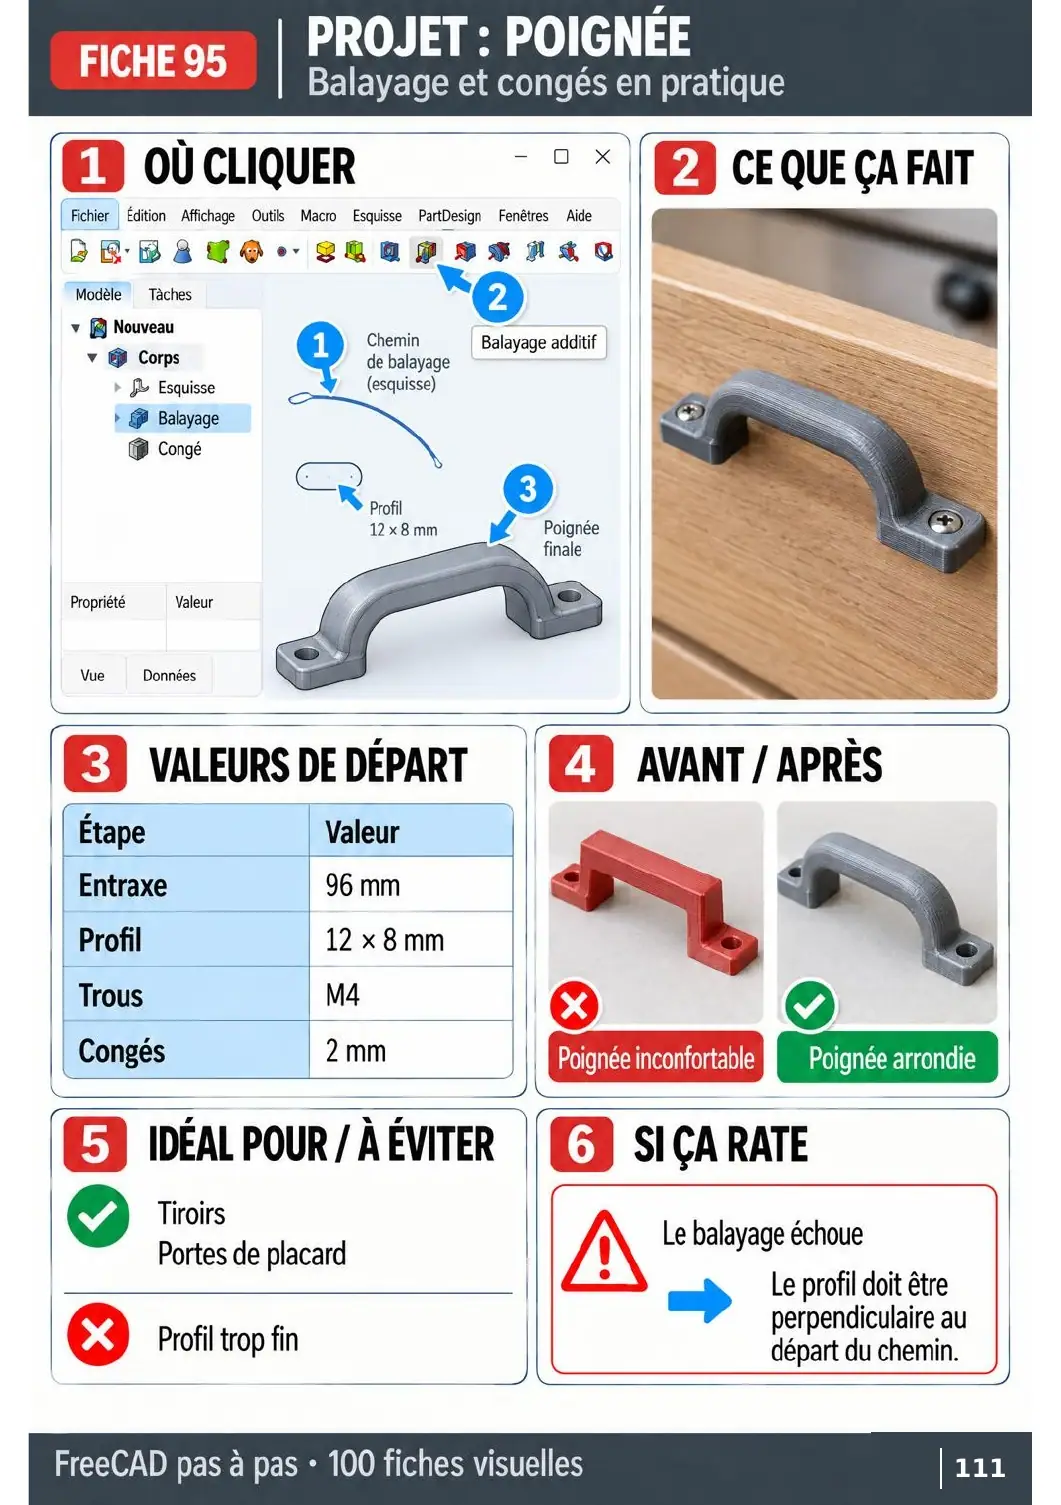 FICHE 95
PROJET : POIGNÉE
Balayage et congés en pratique
1
OÙ CLIQUER
Fichier Édition Affichage Outils Macro Esquisse PartDesign Fenêtres Aide
Modèle Tâches
Nouveau
Corps
Esquisse
Balayage
Congé
Propriété Valeur
Vue Données
1
Chemin
de balayage
(esquisse)
2
Balayage additif
Profil
12 × 8 mm
3
Poignée
finale
2
CE QUE ÇA FAIT
3
VALEURS DE DÉPART
Étape Valeur
Entraxe 96 mm
Profil 12 × 8 mm
Trous M4
Congés 2 mm
4
AVANT / APRÈS
Poignée inconfortable
Poignée arrondie
5
IDÉAL POUR / À ÉVITER
Tiroirs
Portes de placard
Profil trop fin
6
SI ÇA RATE
Le balayage échoue
Le profil doit être
perpendiculaire au
départ du chemin.
FreeCAD pas à pas • 100 fiches visuelles
111